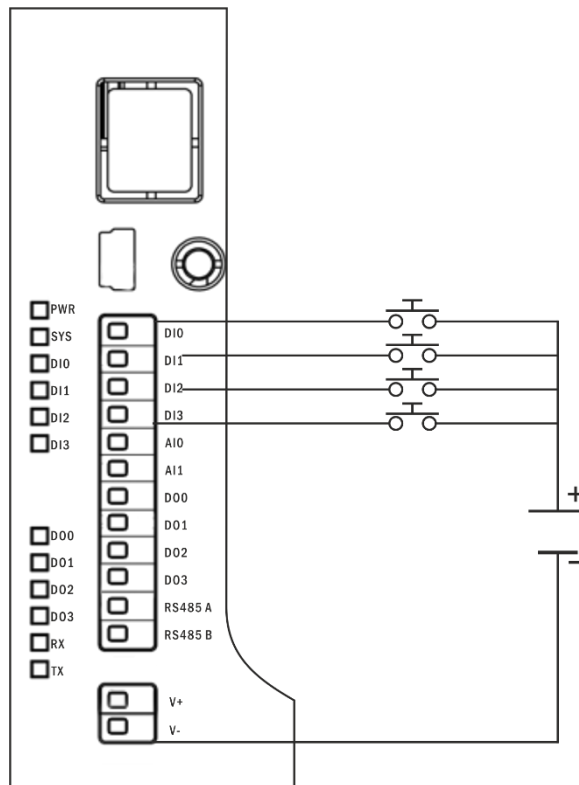 PWR
SYS
DI0
DI1
DI2
DI3
DO0
DO1
DO2
DO3
RX
TX
DI0
DI1
DI2
DI3
AI0
AI1
DO0
DO1
DO2
DO3
RS485 A
RS485 B
V+
V-
+
-